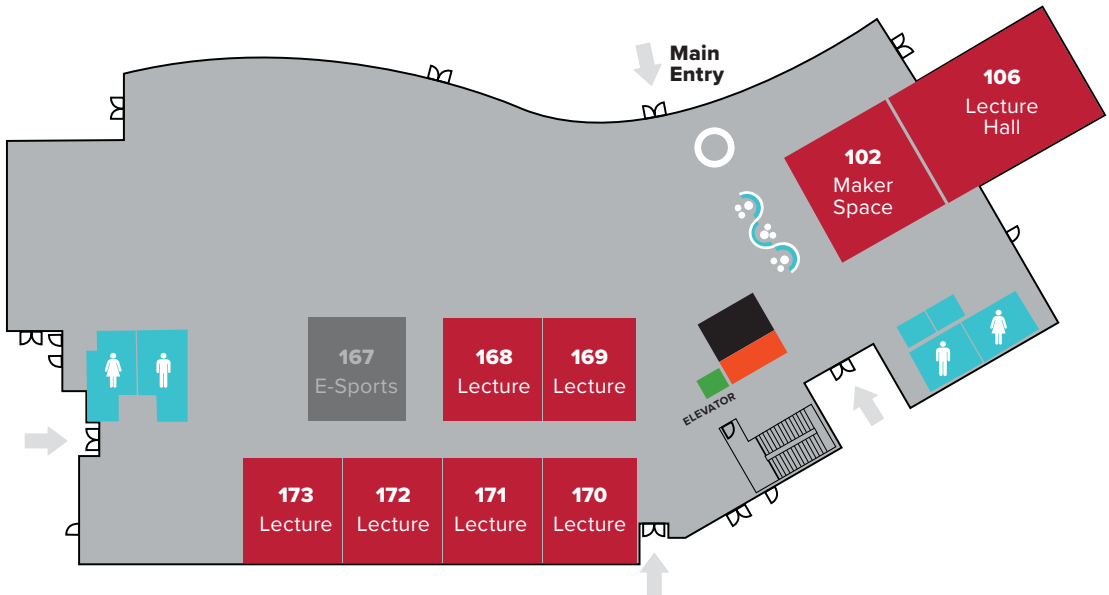 Main
Entry
106
Lecture
Hall
102
Maker
Space
167
E-Sports
168
Lecture
169
Lecture
ELEVATOR
173
Lecture
172
Lecture
171
Lecture
170
Lecture